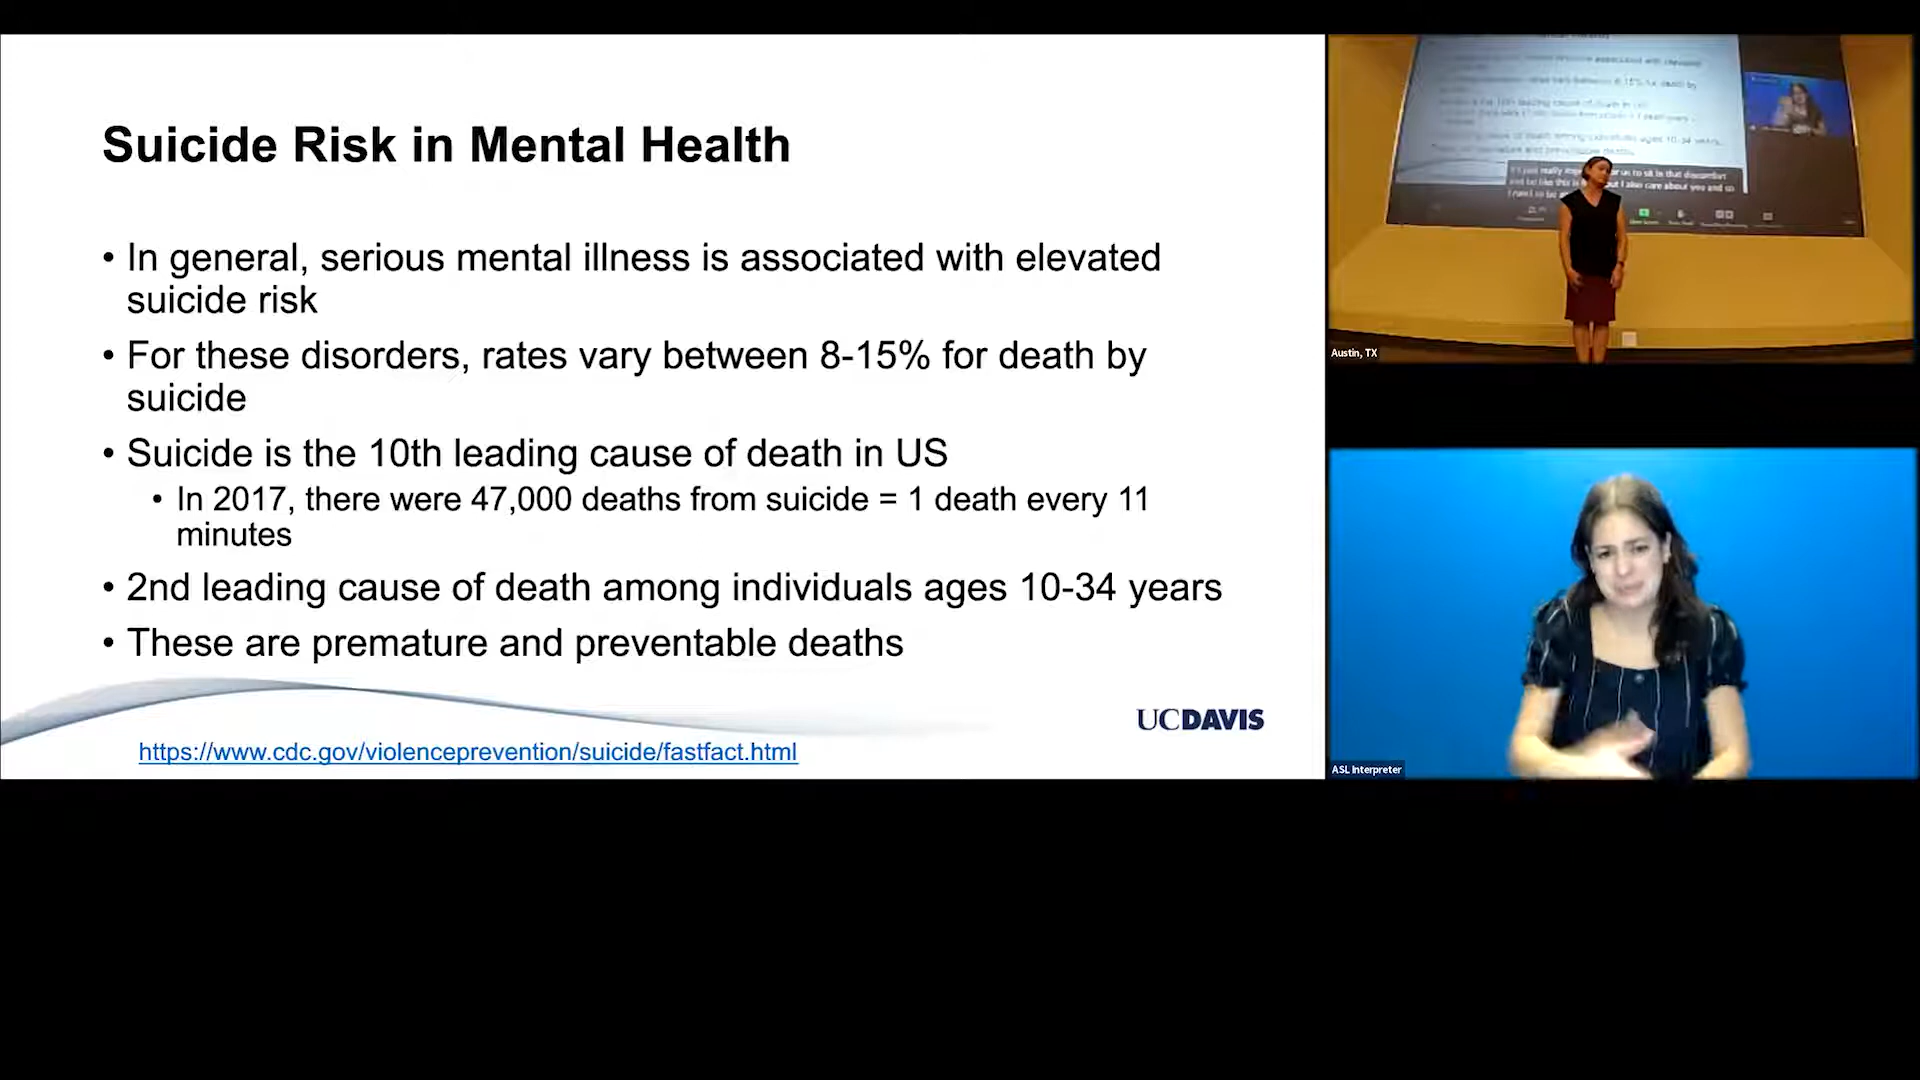 Suicide Risk in Mental Health
• In general, serious mental illness is associated with elevated
suicide risk
• For these disorders, rates vary between 8-15% for death by
suicide
• Suicide is the 10th leading cause of death in US
• In 2017, there were 47,000 deaths from suicide = 1 death every 11
minutes
• 2nd leading cause of death among individuals ages 10-34 years
• These are premature and preventable deaths
UCDAVIS
https://www.cdc.gov/violenceprevention/suicide/fastfact.html
Austin, TX
ASL Interpreter